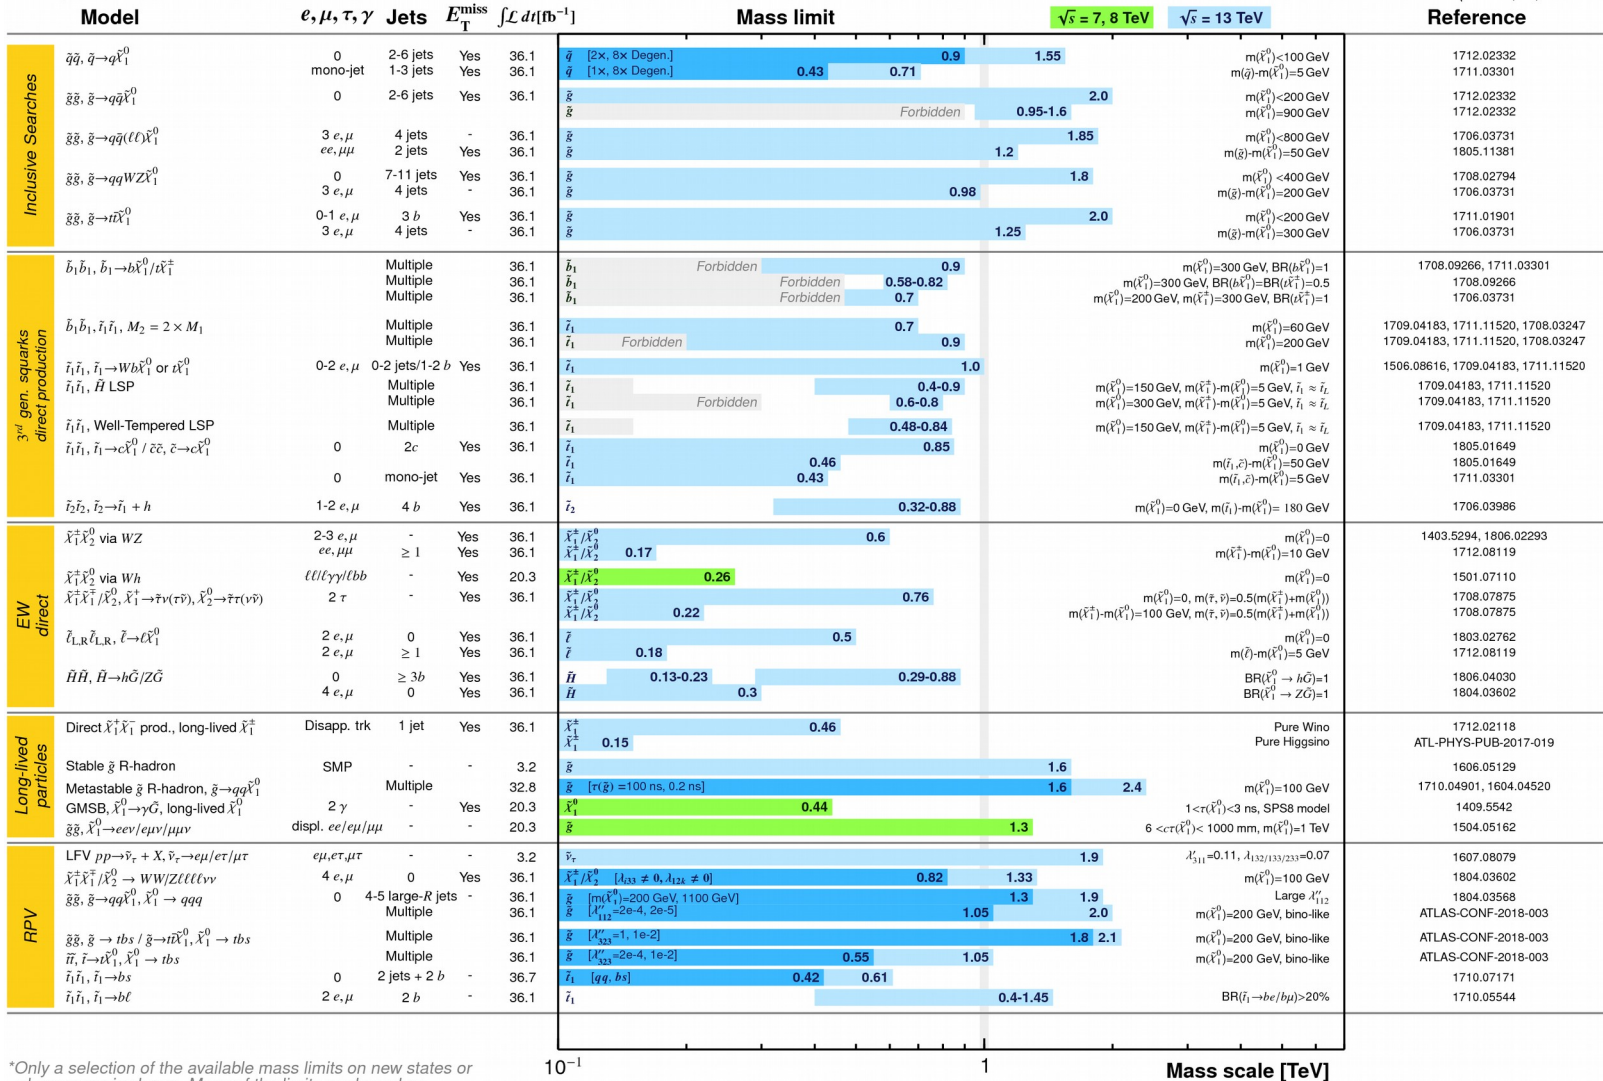 Model e, μ, τ, γ Jets E_T^miss ∫ℒ dt[fb⁻¹] Mass limit √s = 7, 8 TeV √s = 13 TeV Reference
Inclusive Searches
q̃q̃, q̃→qχ̃₁⁰ 0 2-6 jets Yes 36.1 q̃ [2×, 8× Degen.] 0.9 1.55 m(χ̃₁⁰)<100 GeV 1712.02332
mono-jet 1-3 jets Yes 36.1 q̃ [1×, 8× Degen.] 0.43 0.71 m(q̃)-m(χ̃₁⁰)=5 GeV 1711.03301
g̃g̃, g̃→qq̄χ̃₁⁰ 0 2-6 jets Yes 36.1 g̃ 2.0 m(χ̃₁⁰)<200 GeV 1712.02332
g̃ Forbidden 0.95-1.6 m(χ̃₁⁰)=900 GeV 1712.02332
g̃g̃, g̃→qq̄(ℓℓ)χ̃₁⁰ 3 e, μ 4 jets - 36.1 g̃ 1.85 m(χ̃₁⁰)<800 GeV 1706.03731
ee, μμ 2 jets Yes 36.1 g̃ 1.2 m(g̃)-m(χ̃₁⁰)=50 GeV 1805.11381
g̃g̃, g̃→qqWZχ̃₁⁰ 0 7-11 jets Yes 36.1 g̃ 1.8 m(χ̃₁⁰) <400 GeV 1708.02794
3 e, μ 4 jets - 36.1 g̃ 0.98 m(g̃)-m(χ̃₁⁰)=200 GeV 1706.03731
g̃g̃, g̃→tt̄χ̃₁⁰ 0-1 e, μ 3 b Yes 36.1 g̃ 2.0 m(χ̃₁⁰)<200 GeV 1711.01901
3 e, μ 4 jets - 36.1 g̃ 1.25 m(g̃)-m(χ̃₁⁰)=300 GeV 1706.03731
3ʳᵈ gen. squarks
direct production
b̃₁b̃₁, b̃₁→bχ̃₁⁰/tχ̃₁± Multiple 36.1 b̃₁ Forbidden 0.9 m(χ̃₁⁰)=300 GeV, BR(bχ̃₁⁰)=1 1708.09266, 1711.03301
Multiple 36.1 b̃₁ Forbidden 0.58-0.82 m(χ̃₁⁰)=300 GeV, BR(bχ̃₁⁰)=BR(tχ̃₁±)=0.5 1708.09266
Multiple 36.1 b̃₁ Forbidden 0.7 m(χ̃₁⁰)=200 GeV, m(χ̃₁±)=300 GeV, BR(tχ̃₁±)=1 1706.03731
b̃₁b̃₁, t̃₁t̃₁, M₂ = 2 × M₁ Multiple 36.1 t̃₁ 0.7 m(χ̃₁⁰)=60 GeV 1709.04183, 1711.11520, 1708.03247
Multiple 36.1 t̃₁ Forbidden 0.9 m(χ̃₁⁰)=200 GeV 1709.04183, 1711.11520, 1708.03247
t̃₁t̃₁, t̃₁→Wbχ̃₁⁰ or tχ̃₁⁰ 0-2 e, μ 0-2 jets/1-2 b Yes 36.1 t̃₁ 1.0 m(χ̃₁⁰)=1 GeV 1506.08616, 1709.04183, 1711.11520
t̃₁t̃₁, H̃ LSP Multiple 36.1 t̃₁ 0.4-0.9 m(χ̃₁⁰)=150 GeV, m(χ̃₁±)-m(χ̃₁⁰)=5 GeV, t̃₁ ≈ t̃_L 1709.04183, 1711.11520
Multiple 36.1 t̃₁ Forbidden 0.6-0.8 m(χ̃₁⁰)=300 GeV, m(χ̃₁±)-m(χ̃₁⁰)=5 GeV, t̃₁ ≈ t̃_L 1709.04183, 1711.11520
t̃₁t̃₁, Well-Tempered LSP Multiple 36.1 t̃₁ 0.48-0.84 m(χ̃₁⁰)=150 GeV, m(χ̃₁±)-m(χ̃₁⁰)=5 GeV, t̃₁ ≈ t̃_L 1709.04183, 1711.11520
t̃₁t̃₁, t̃₁→cχ̃₁⁰ / c̃c̃, c̃→cχ̃₁⁰ 0 2c Yes 36.1 t̃₁ 0.85 m(χ̃₁⁰)=0 GeV 1805.01649
t̃₁ 0.46 m(t̃₁,c̃)-m(χ̃₁⁰)=50 GeV 1805.01649
0 mono-jet Yes 36.1 t̃₁ 0.43 m(t̃₁,c̃)-m(χ̃₁⁰)=5 GeV 1711.03301
t̃₂t̃₂, t̃₂→t̃₁ + h 1-2 e, μ 4 b Yes 36.1 t̃₂ 0.32-0.88 m(χ̃₁⁰)=0 GeV, m(t̃₁)-m(χ̃₁⁰)= 180 GeV 1706.03986
EW
direct
χ̃₁±χ̃₂⁰ via WZ 2-3 e, μ - Yes 36.1 χ̃₁±/χ̃₂⁰ 0.6 m(χ̃₁⁰)=0 1403.5294, 1806.02293
ee, μμ ≥ 1 Yes 36.1 χ̃₁±/χ̃₂⁰ 0.17 m(χ̃₁±)-m(χ̃₁⁰)=10 GeV 1712.08119
χ̃₁±χ̃₂⁰ via Wh ℓℓ/ℓγγ/ℓbb - Yes 20.3 χ̃₁±/χ̃₂⁰ 0.26 m(χ̃₁⁰)=0 1501.07110
χ̃₁±χ̃₁∓/χ̃₂⁰, χ̃₁⁺→τ̃ν(τν̃), χ̃₂⁰→τ̃τ(νν̃) 2 τ - Yes 36.1 χ̃₁±/χ̃₂⁰ 0.76 m(χ̃₁⁰)=0, m(τ̃, ν̃)=0.5(m(χ̃₁±)+m(χ̃₁⁰)) 1708.07875
χ̃₁±/χ̃₂⁰ 0.22 m(χ̃₁±)-m(χ̃₁⁰)=100 GeV, m(τ̃, ν̃)=0.5(m(χ̃₁±)+m(χ̃₁⁰)) 1708.07875
ℓ̃_L,R ℓ̃_L,R, ℓ̃→ℓχ̃₁⁰ 2 e, μ 0 Yes 36.1 ℓ̃ 0.5 m(χ̃₁⁰)=0 1803.02762
2 e, μ ≥ 1 Yes 36.1 ℓ̃ 0.18 m(ℓ̃)-m(χ̃₁⁰)=5 GeV 1712.08119
H̃H̃, H̃→hG̃/ZG̃ 0 ≥ 3b Yes 36.1 H̃ 0.13-0.23 0.29-0.88 BR(χ̃₁⁰ → hG̃)=1 1806.04030
4 e, μ 0 Yes 36.1 H̃ 0.3 BR(χ̃₁⁰ → ZG̃)=1 1804.03602
Long-lived
particles
Direct χ̃₁⁺χ̃₁⁻ prod., long-lived χ̃₁± Disapp. trk 1 jet Yes 36.1 χ̃₁± 0.46 Pure Wino 1712.02118
χ̃₁± 0.15 Pure Higgsino ATL-PHYS-PUB-2017-019
Stable g̃ R-hadron SMP - - 3.2 g̃ 1.6 1606.05129
Metastable g̃ R-hadron, g̃→qqχ̃₁⁰ Multiple 32.8 g̃ [τ(g̃) =100 ns, 0.2 ns] 1.6 2.4 m(χ̃₁⁰)=100 GeV 1710.04901, 1604.04520
GMSB, χ̃₁⁰→γG̃, long-lived χ̃₁⁰ 2 γ - Yes 20.3 χ̃₁⁰ 0.44 1<τ(χ̃₁⁰)<3 ns, SPS8 model 1409.5542
g̃g̃, χ̃₁⁰→eeν/eμν/μμν displ. ee/eμ/μμ - - 20.3 g̃ 1.3 6 <cτ(χ̃₁⁰)< 1000 mm, m(χ̃₁⁰)=1 TeV 1504.05162
RPV
LFV pp→ν̃_τ + X, ν̃_τ→eμ/eτ/μτ eμ,eτ,μτ - - 3.2 ν̃_τ 1.9 λ′₃₁₁=0.11, λ₁₃₂/₁₃₃/₂₃₃=0.07 1607.08079
χ̃₁±χ̃₁∓/χ̃₂⁰ → WW/Zℓℓℓℓνν 4 e, μ 0 Yes 36.1 χ̃₁±/χ̃₂⁰ [λᵢ₃₃ ≠ 0, λ₁₂ₖ ≠ 0] 0.82 1.33 m(χ̃₁⁰)=100 GeV 1804.03602
g̃g̃, g̃→qqχ̃₁⁰, χ̃₁⁰ → qqq 0 4-5 large-R jets - 36.1 g̃ [m(χ̃₁⁰)=200 GeV, 1100 GeV] 1.3 1.9 Large λ″₁₁₂ 1804.03568
Multiple 36.1 g̃ [λ″₁₁₂=2e-4, 2e-5] 1.05 2.0 m(χ̃₁⁰)=200 GeV, bino-like ATLAS-CONF-2018-003
g̃g̃, g̃ → tbs / g̃→tt̄χ̃₁⁰, χ̃₁⁰ → tbs Multiple 36.1 g̃ [λ″₃₂₃=1, 1e-2] 1.8 2.1 m(χ̃₁⁰)=200 GeV, bino-like ATLAS-CONF-2018-003
t̃t̃, t̃→tχ̃₁⁰, χ̃₁⁰ → tbs Multiple 36.1 g̃ [λ″₃₂₃=2e-4, 1e-2] 0.55 1.05 m(χ̃₁⁰)=200 GeV, bino-like ATLAS-CONF-2018-003
t̃₁t̃₁, t̃₁→bs 0 2 jets + 2 b - 36.7 t̃₁ [qq, bs] 0.42 0.61 1710.07171
t̃₁t̃₁, t̃₁→bℓ 2 e, μ 2 b - 36.1 t̃₁ 0.4-1.45 BR(t̃₁→be/bμ)>20% 1710.05544
10⁻¹ 1 Mass scale [TeV]
*Only a selection of the available mass limits on new states or